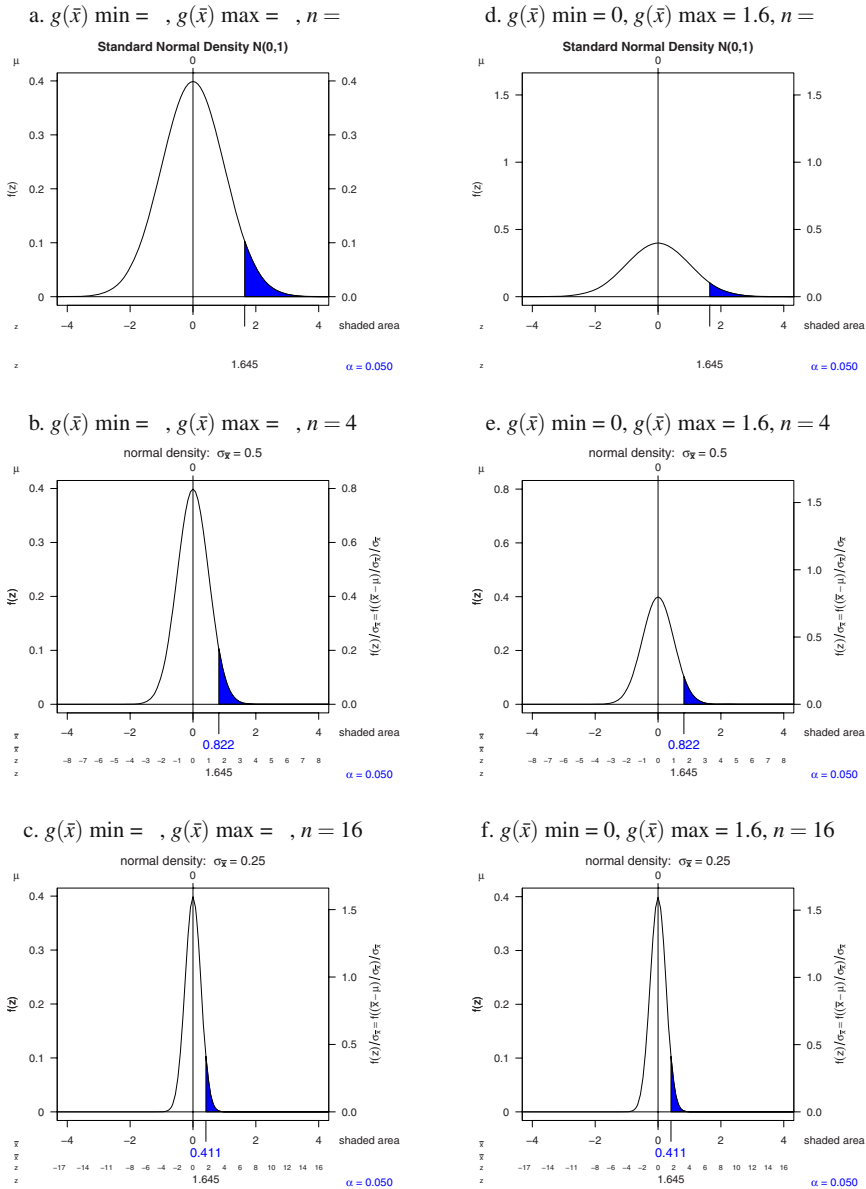 a. g(x̄) min =   , g(x̄) max =   , n =
Standard Normal Density N(0,1)
μ
0
0.4
0.3
0.2
0.1
0
f(z)
0.4
0.3
0.2
0.1
0.0
z
−4 −2 0 2 4 shaded area
z
1.645
α = 0.050
d. g(x̄) min = 0, g(x̄) max = 1.6, n =
Standard Normal Density N(0,1)
μ
0
1.5
1
0.5
0
f(z)
1.5
1.0
0.5
0.0
z
−4 −2 0 2 4 shaded area
z
1.645
α = 0.050
b. g(x̄) min =   , g(x̄) max =   , n = 4
normal density: σx̄ = 0.5
μ
0
0.4
0.3
0.2
0.1
0
f(z)
0.8
0.6
0.4
0.2
0.0
f(z)/σx̄ = f((x̄ − μ)/σx̄)/σx̄
x̄
−4 −2 0 2 4 shaded area
x̄
0.822
z
-8 -7 -6 -5 -4 -3 -2 -1 0 1 2 3 4 5 6 7 8
z
1.645
α = 0.050
e. g(x̄) min = 0, g(x̄) max = 1.6, n = 4
normal density: σx̄ = 0.5
μ
0
0.8
0.6
0.4
0.2
0
f(z)
1.5
1.0
0.5
0.0
f(z)/σx̄ = f((x̄ − μ)/σx̄)/σx̄
x̄
−4 −2 0 2 4 shaded area
x̄
0.822
z
-8 -7 -6 -5 -4 -3 -2 -1 0 1 2 3 4 5 6 7 8
z
1.645
α = 0.050
c. g(x̄) min =   , g(x̄) max =   , n = 16
normal density: σx̄ = 0.25
μ
0
0.4
0.3
0.2
0.1
0
f(z)
1.5
1.0
0.5
0.0
f(z)/σx̄ = f((x̄ − μ)/σx̄)/σx̄
x̄
−4 −2 0 2 4 shaded area
x̄
0.411
z
-17 -14 -11 -8 -6 -4 -2 0 2 4 6 8 10 12 14 16
z
1.645
α = 0.050
f. g(x̄) min = 0, g(x̄) max = 1.6, n = 16
normal density: σx̄ = 0.25
μ
0
0.4
0.3
0.2
0.1
0
f(z)
1.5
1.0
0.5
0.0
f(z)/σx̄ = f((x̄ − μ)/σx̄)/σx̄
x̄
−4 −2 0 2 4 shaded area
x̄
0.411
z
-17 -14 -11 -8 -6 -4 -2 0 2 4 6 8 10 12 14 16
z
1.645
α = 0.050